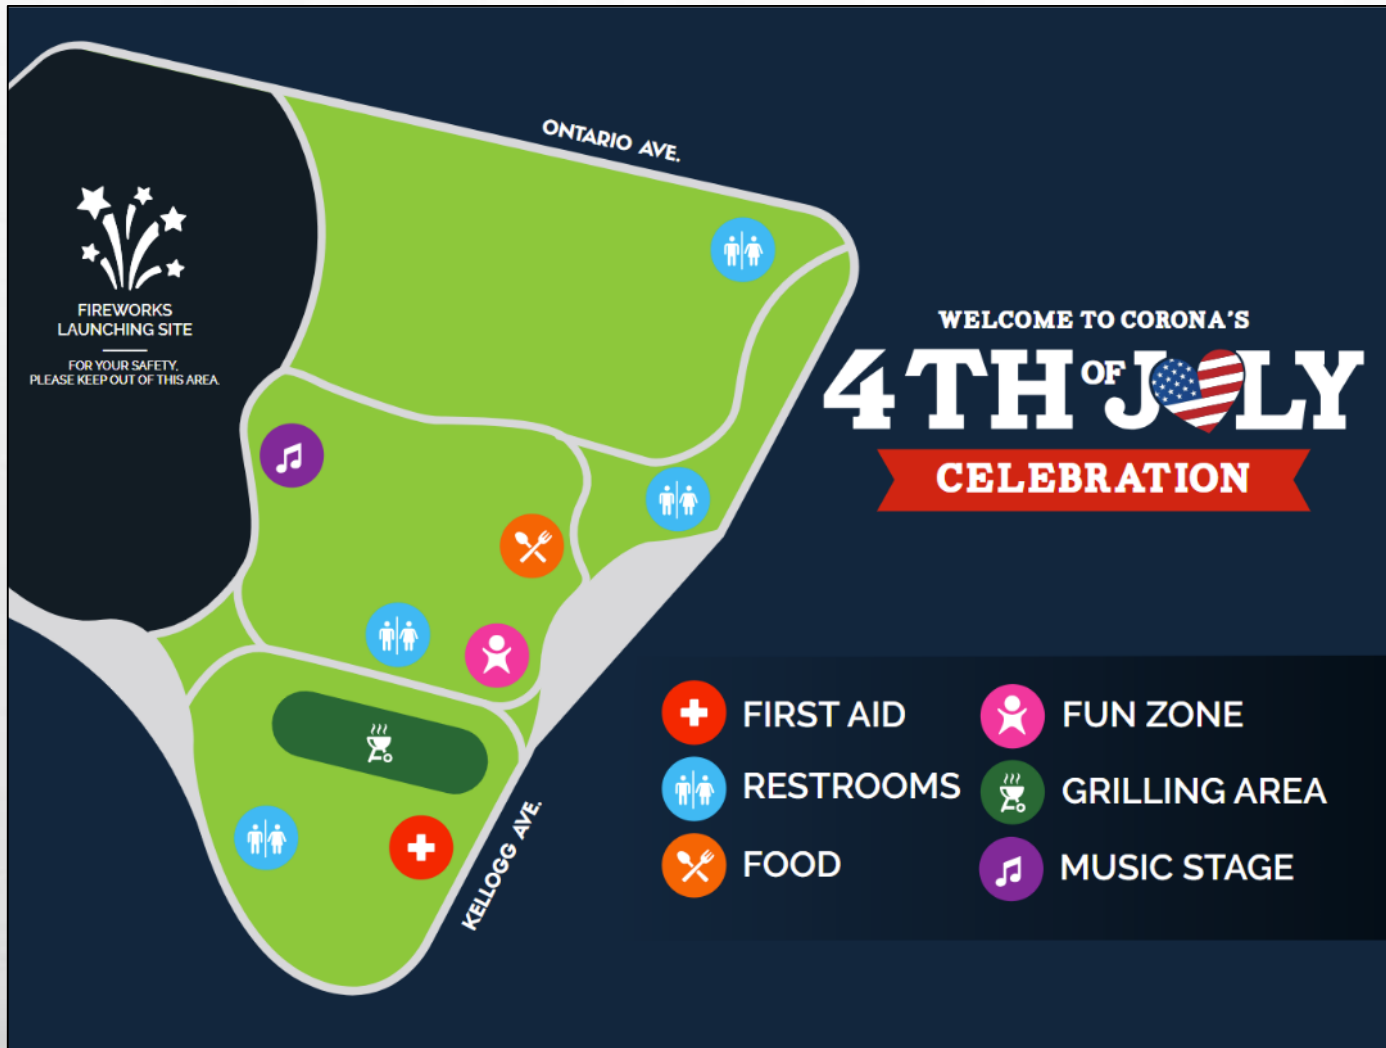 ONTARIO AVE.
FIREWORKS
LAUNCHING SITE
FOR YOUR SAFETY,
PLEASE KEEP OUT OF THIS AREA.
WELCOME TO CORONA'S
4TH OF JULY
CELEBRATION
KELLOGG AVE.
FIRST AID
RESTROOMS
FOOD
FUN ZONE
GRILLING AREA
MUSIC STAGE